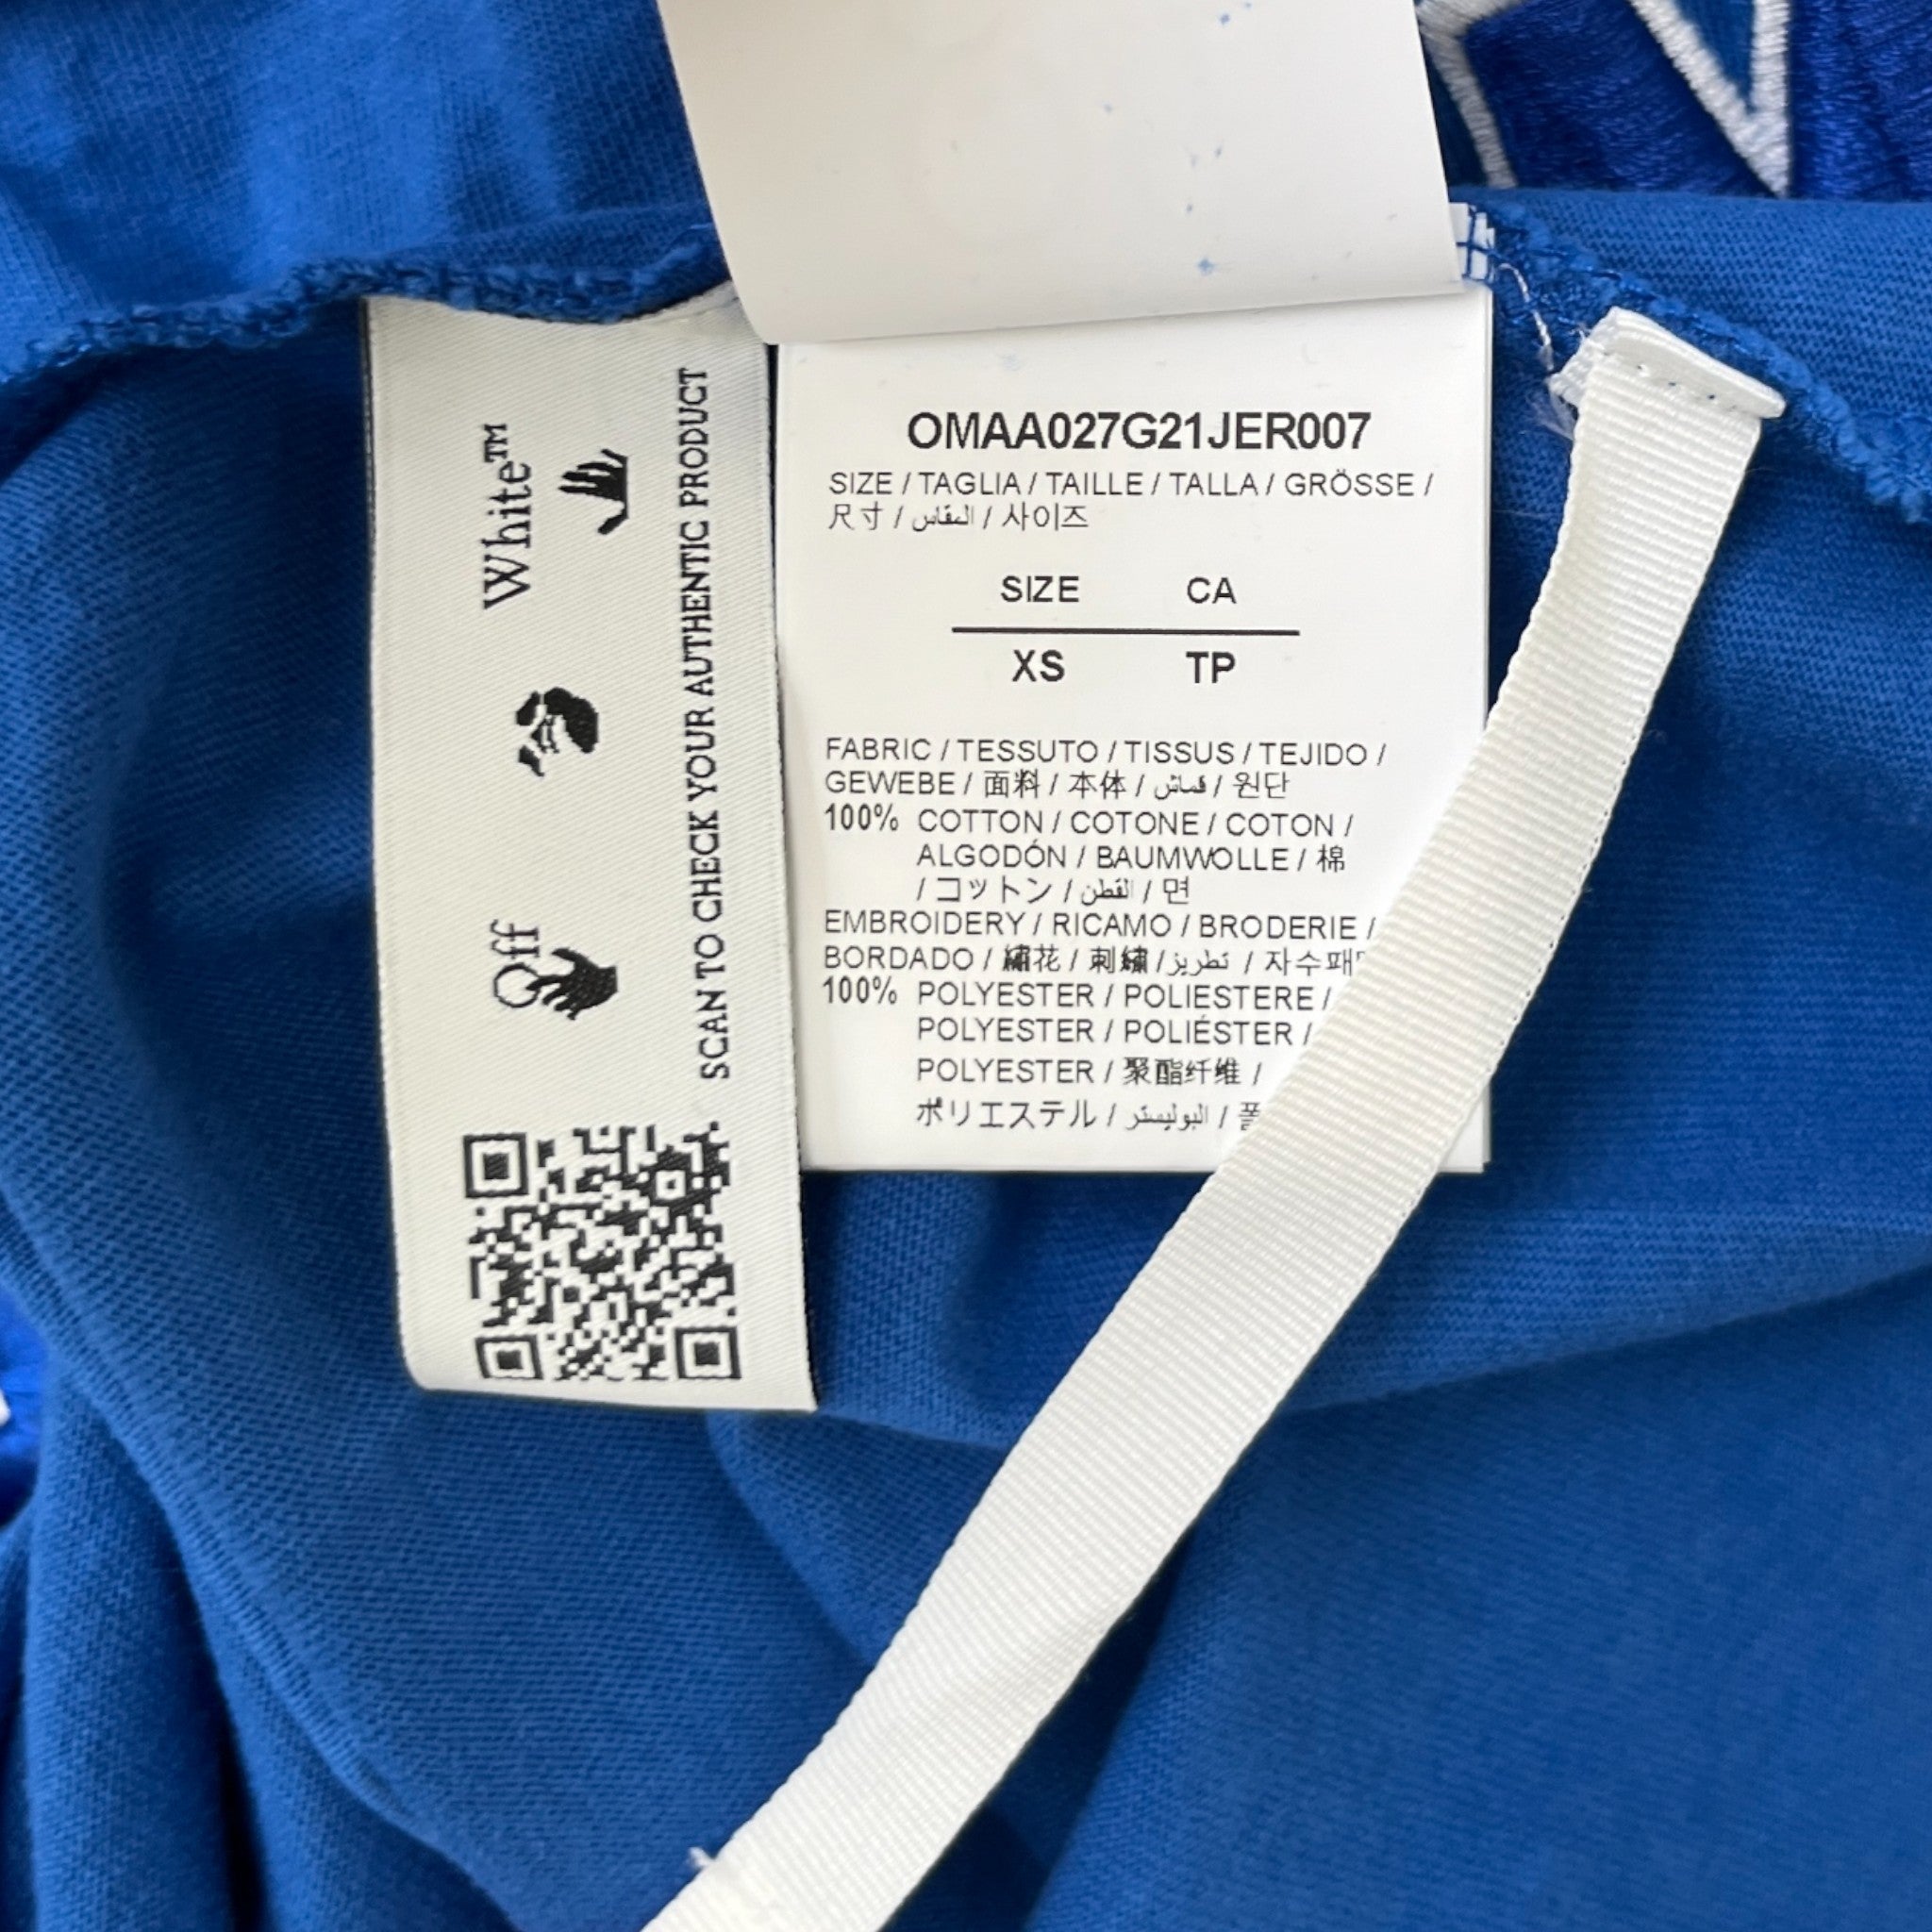 Off White™
SCAN TO CHECK YOUR AUTHENTIC PRODUCT
OMAA027G21JER007
SIZE / TAGLIA / TAILLE / TALLA / GRÖSSE /
尺寸 / المقاس / 사이즈
SIZE CA
XS TP
FABRIC / TESSUTO / TISSUS / TEJIDO /
GEWEBE / 面料 / 本体 / قماش / 원단
100% COTTON / COTONE / COTON /
ALGODÓN / BAUMWOLLE / 棉
/ コットン / القطن / 면
EMBROIDERY / RICAMO / BRODERIE /
BORDADO / 繡花 / 刺繍 / تطريز /
100% POLYESTER / POLIESTERE /
POLYESTER / POLIÉSTER /
POLYESTER / 聚酯纤维 /
ポリエステル / البوليستر /